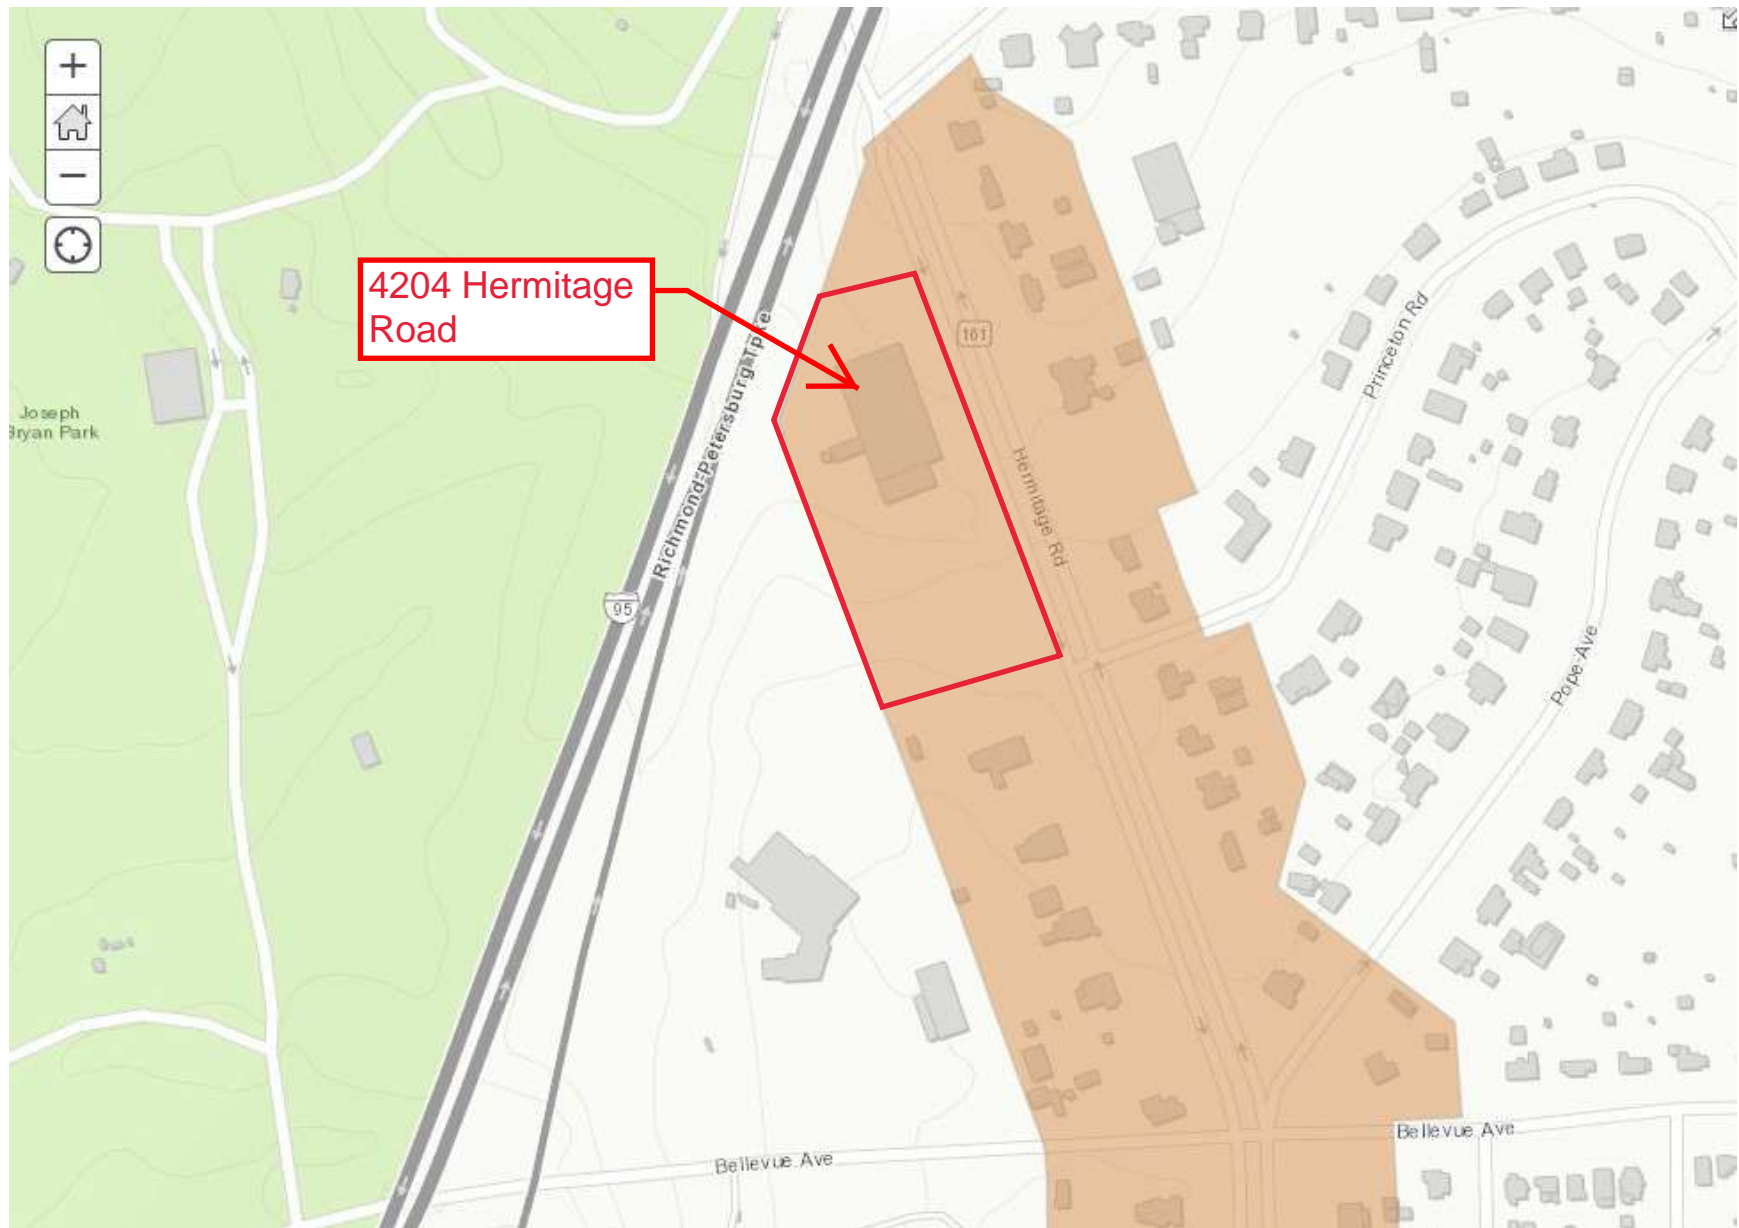 4204 Hermitage
Road
161
Joseph
Bryan Park
Richmond-Petersburg Tpke
Princeton Rd
Hermitage Rd
95
Pope Ave
Bellevue Ave
Bellevue Ave